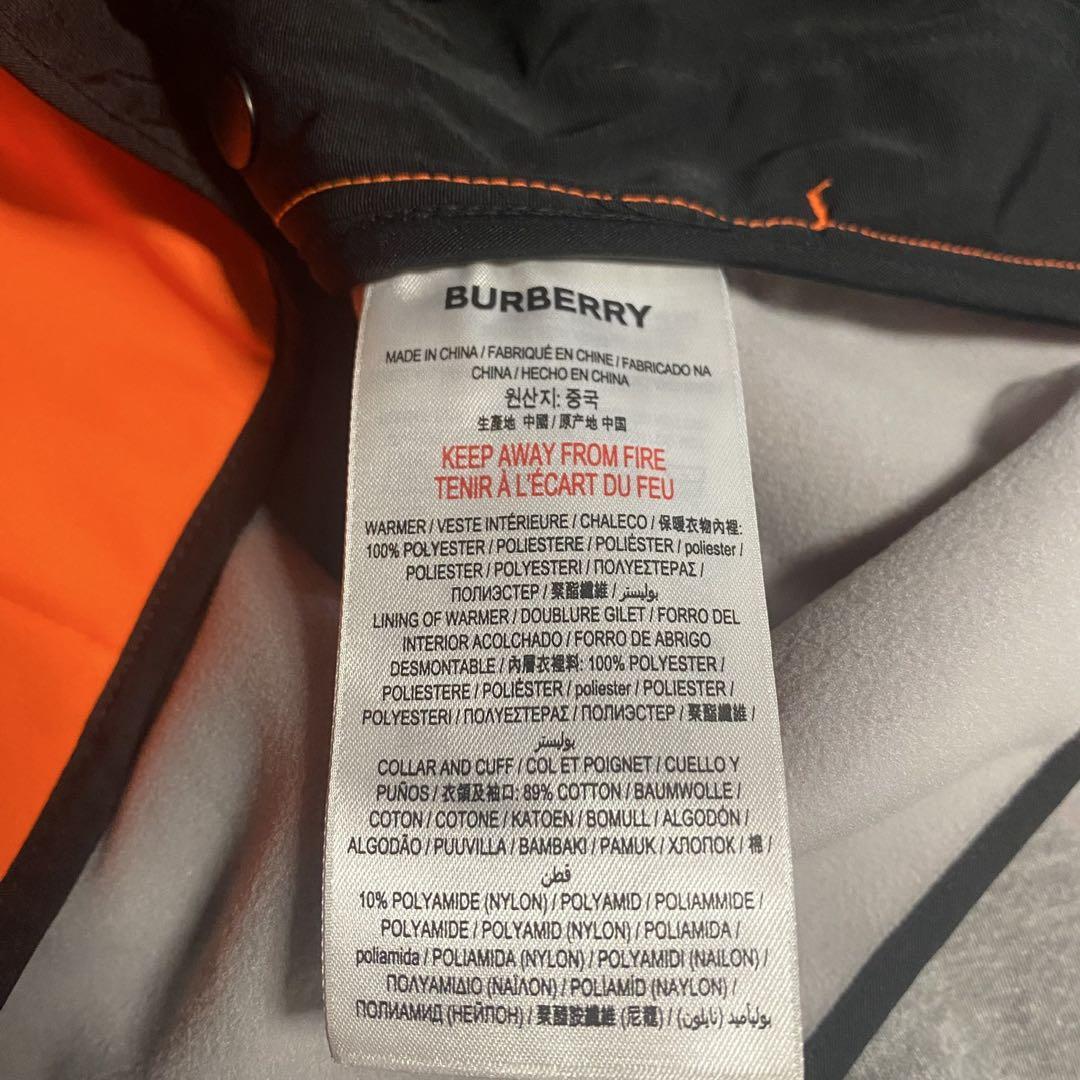 BURBERRY
MADE IN CHINA / FABRIQUÉ EN CHINE / FABRICADO NA
CHINA / HECHO EN CHINA
원산지: 중국
生產地 中國 / 原产地 中国
KEEP AWAY FROM FIRE
TENIR À L'ÉCART DU FEU
WARMER / VESTE INTÉRIEURE / CHALECO / 保暖衣物內裡:
100% POLYESTER / POLIESTERE / POLIÉSTER / poliester /
POLIESTER / POLYESTERI / ΠΟΛΥΕΣΤΕΡΑΣ /
ПОЛИЭСТЕР / 聚酯纖維 / بوليستر
LINING OF WARMER / DOUBLURE GILET / FORRO DEL
INTERIOR ACOLCHADO / FORRO DE ABRIGO
DESMONTABLE / 內層衣裡料: 100% POLYESTER /
POLIESTERE / POLIÉSTER / poliester / POLIESTER /
POLYESTERI / ΠΟΛΥΕΣΤΕΡΑΣ / ПОЛИЭСТЕР / 聚酯纖維 /
بوليستر
COLLAR AND CUFF / COL ET POIGNET / CUELLO Y
PUÑOS / 衣領及袖口: 89% COTTON / BAUMWOLLE /
COTON / COTONE / KATOEN / BOMULL / ALGODÓN /
ALGODÃO / PUUVILLA / ΒΑΜΒΑΚΙ / PAMUK / ХЛОПОК / 棉 /
قطن
10% POLYAMIDE (NYLON) / POLYAMID / POLIAMMIDE /
POLYAMIDE / POLYAMID (NYLON) / POLIAMIDA /
poliamida / POLIAMIDA (NYLON) / POLYAMIDI (NAILON) /
ΠΟΛΥΑΜΙΔΙΟ (ΝΑΪΛΟΝ) / POLİAMİD (NAYLON) /
ПОЛИАМИД (НЕЙЛОН) / 聚醯胺纖維 (尼龍) / بولیأميد (نايلون)